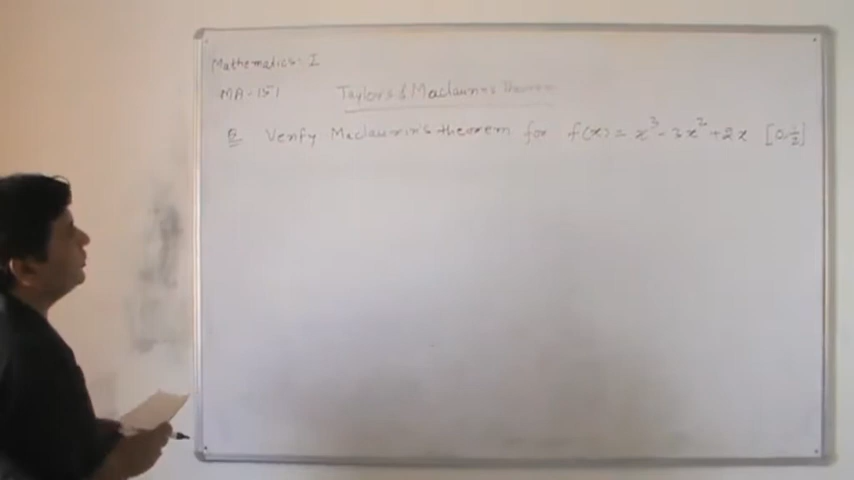 Mathematics: I
MA-151 Taylor's & Maclaurin's Theorem
Q Verify Maclaurin's theorem for f(x) = x³ - 3x² + 2x [0, 1/2]